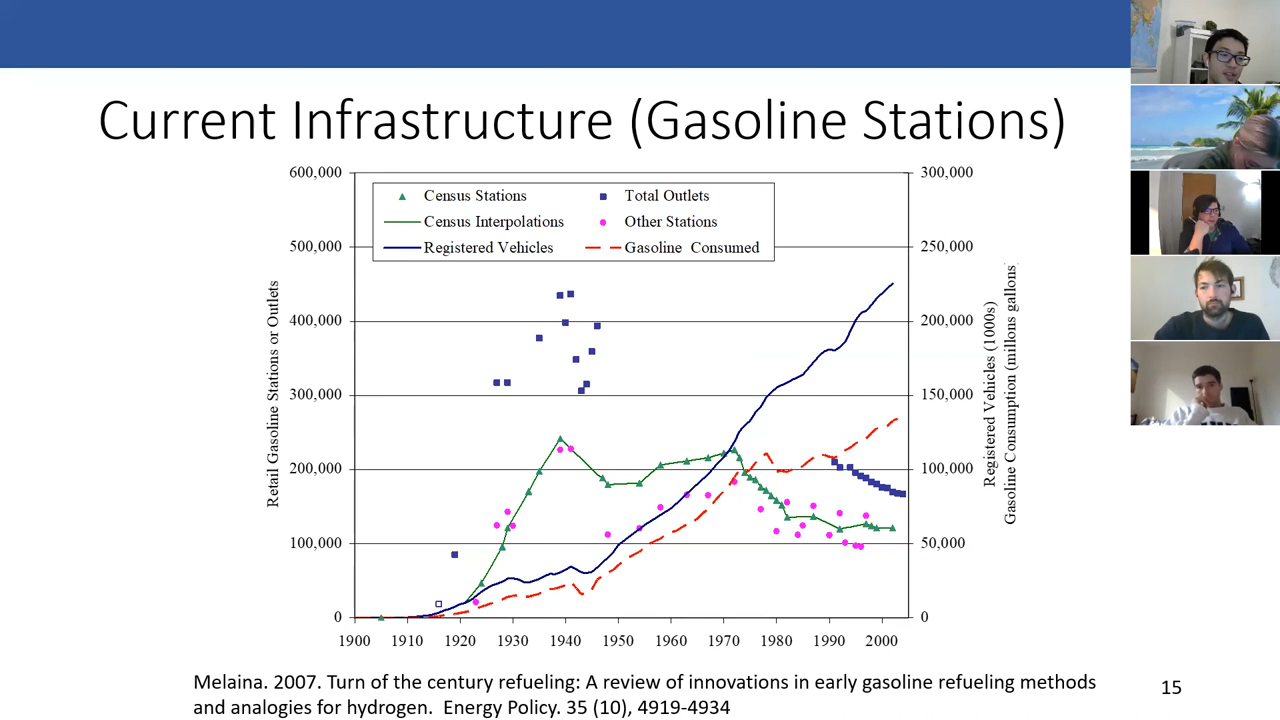 Current Infrastructure (Gasoline Stations)
600,000
500,000
400,000
300,000
200,000
100,000
0
Retail Gasoline Stations or Outlets
Census Stations
Total Outlets
Census Interpolations
Other Stations
Registered Vehicles
Gasoline Consumed
300,000
250,000
200,000
150,000
100,000
50,000
0
Registered Vehicles (1000s)
Gasoline Consumption (millons gallons)
1900 1910 1920 1930 1940 1950 1960 1970 1980 1990 2000
Melaina. 2007. Turn of the century refueling: A review of innovations in early gasoline refueling methods
and analogies for hydrogen. Energy Policy. 35 (10), 4919-4934
15